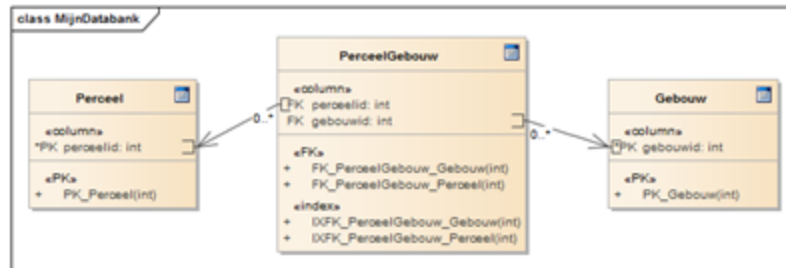 class MijnDatabank
Perceel
«column»
*PK perceelid: int
«PK»
+ PK_Perceel(int)
PerceelGebouw
«column»
FK perceelid: int
FK gebouwid: int
«FK»
+ FK_PerceelGebouw_Gebouw(int)
+ FK_PerceelGebouw_Perceel(int)
«index»
+ IXFK_PerceelGebouw_Gebouw(int)
+ IXFK_PerceelGebouw_Perceel(int)
0..*
0..*
Gebouw
«column»
*PK gebouwid: int
«PK»
+ PK_Gebouw(int)